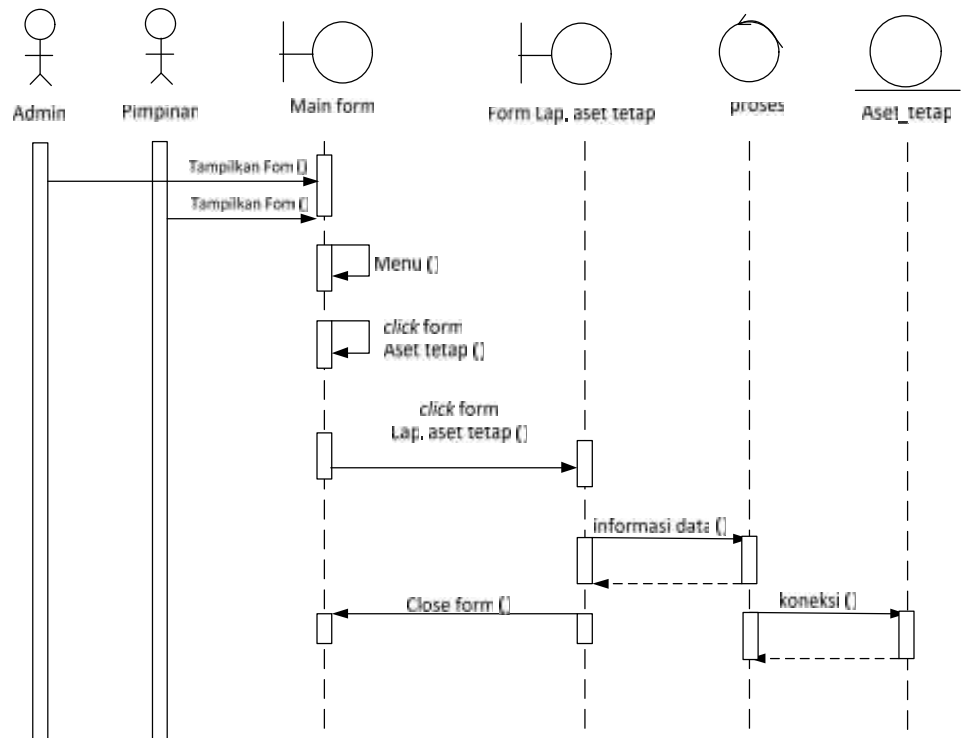 Admin
Pimpinan
Main form
Form Lap. aset tetap
proses
Aset_tetap
Tampilkan Fom ()
Tampilkan Fom ()
Menu ()
click form
Aset tetap ()
click form
Lap. aset tetap ()
informasi data ()
Close form ()
koneksi ()